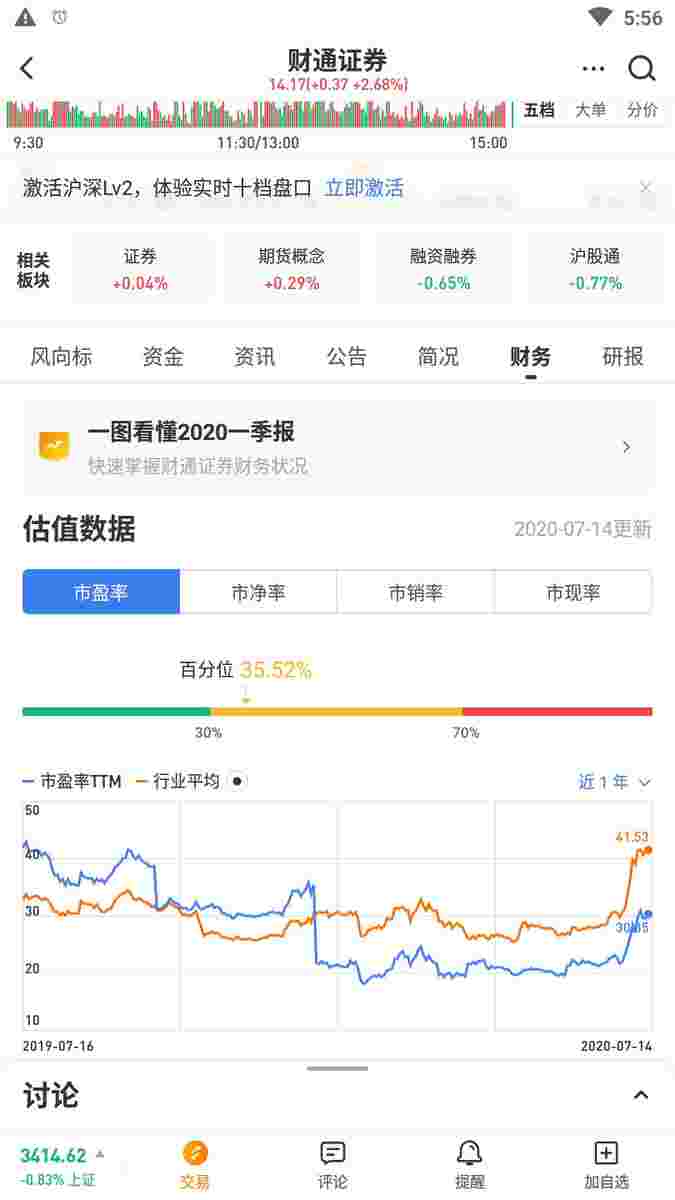 5:56
财通证券
14.17(+0.37 +2.68%)
五档 大单 分价
9:30 11:30/13:00 15:00
激活沪深Lv2，体验实时十档盘口 立即激活
相关板块
证券 期货概念 融资融券 沪股通
+0.04% +0.29% -0.65% -0.77%
风向标 资金 资讯 公告 简况 财务 研报
一图看懂2020一季报
快速掌握财通证券财务状况
估值数据 2020-07-14更新
市盈率 市净率 市销率 市现率
百分位 35.52%
30% 70%
市盈率TTM 行业平均 近1年
50
41.53
40
30
20
10
2019-07-16 2020-07-14
讨论
3414.62
-0.83% 上证
交易 评论 提醒 加自选